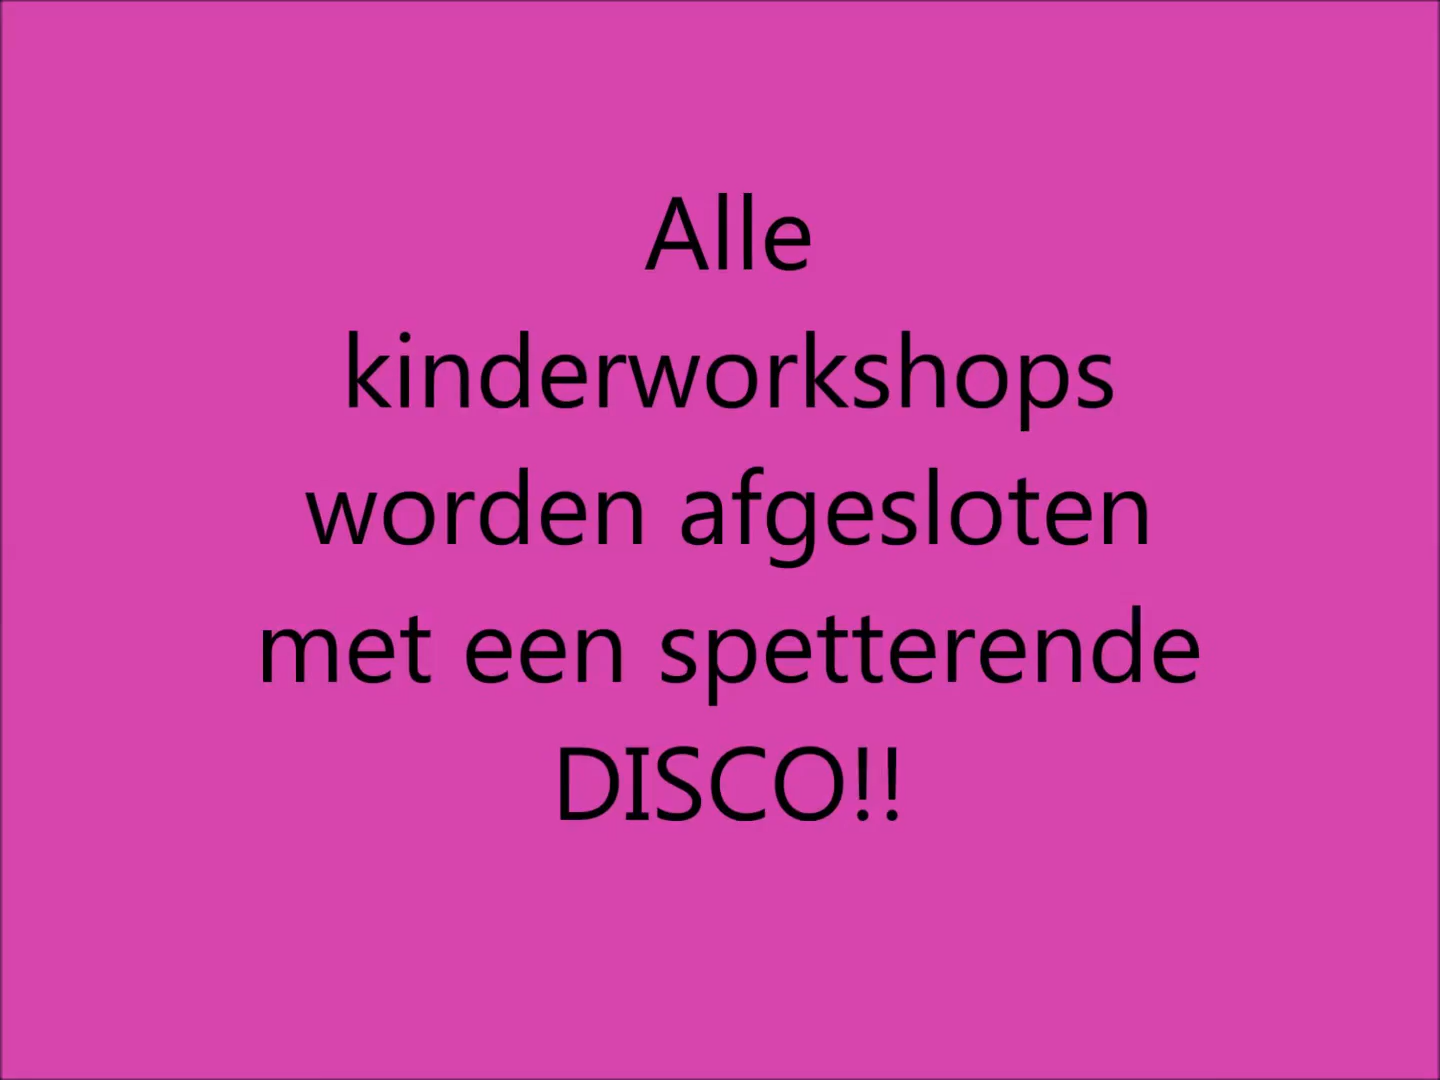 Alle
kinderworkshops
worden afgesloten
met een spetterende
DISCO!!